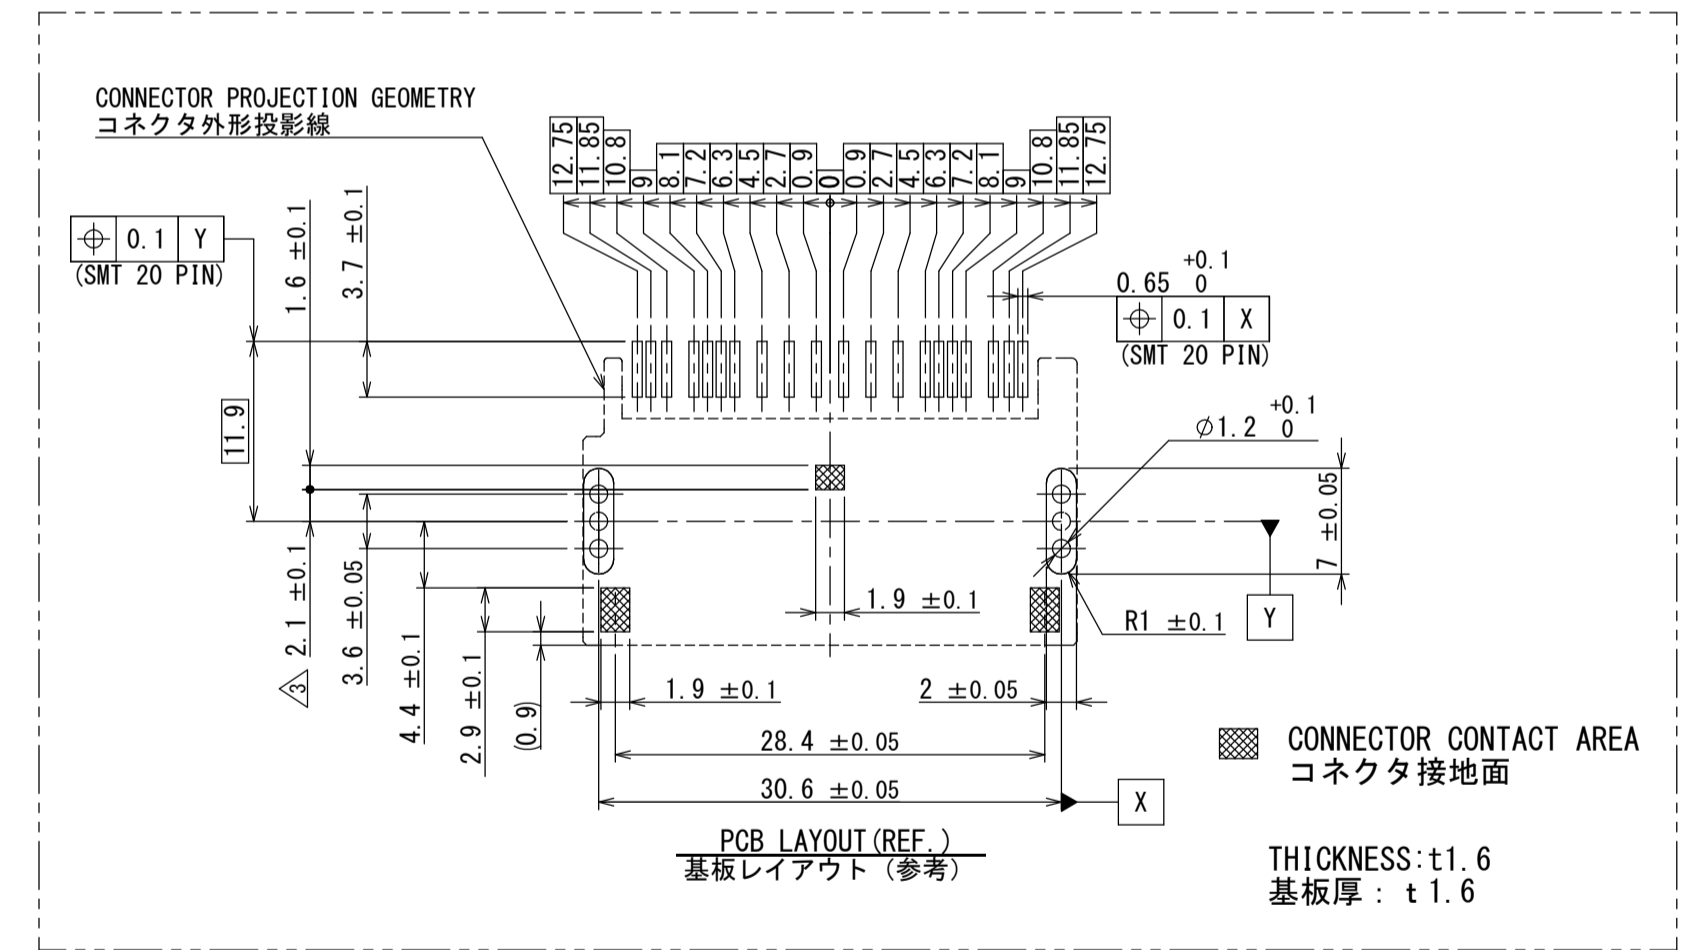 CONNECTOR PROJECTION GEOMETRY
コネクタ外形投影線
12.75
11.85
10.8
9
8.1
7.2
6.3
4.5
2.7
0.9
0
0.9
2.7
4.5
6.3
7.2
8.1
9
10.8
11.85
12.75
⌖ 0.1 Y
(SMT 20 PIN)
1.6 ±0.1
3.7 ±0.1
0.65 +0.1 0
⌖ 0.1 X
(SMT 20 PIN)
11.9
⌀1.2 +0.1 0
7 ±0.05
3
2.1 ±0.1
3.6 ±0.05
4.4 ±0.1
2.9 ±0.1
(0.9)
1.9 ±0.1
R1 ±0.1
Y
1.9 ±0.1
2 ±0.05
28.4 ±0.05
30.6 ±0.05
X
CONNECTOR CONTACT AREA
コネクタ接地面
PCB LAYOUT(REF.)
基板レイアウト (参考)
THICKNESS:t1.6
基板厚: t1.6